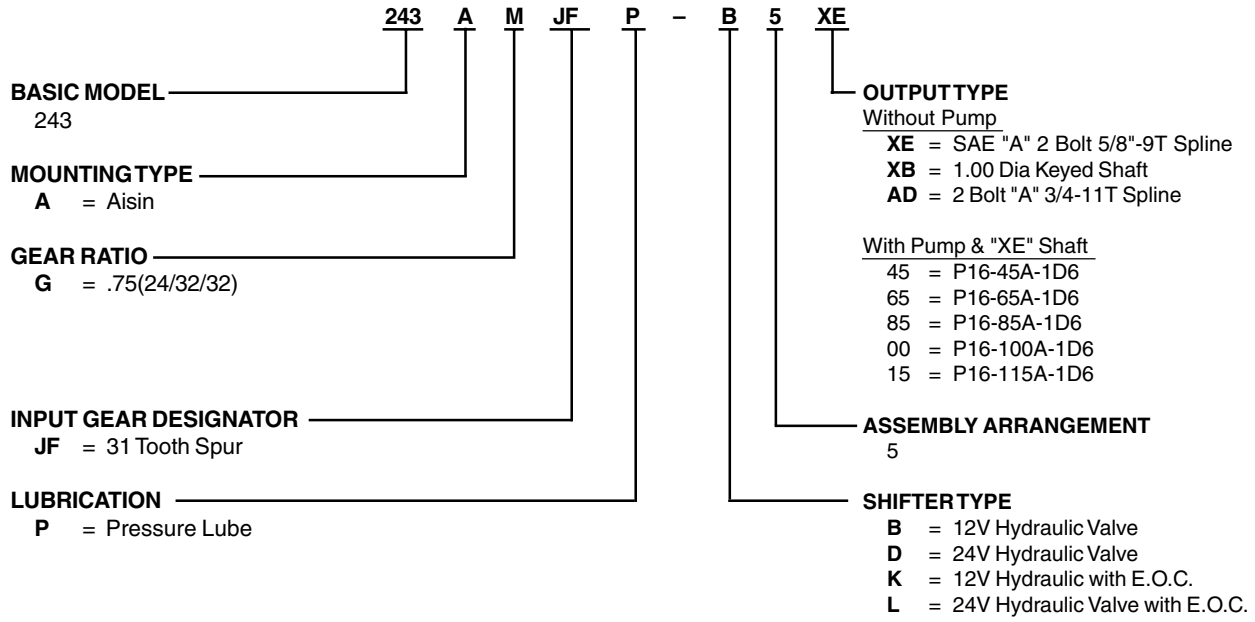 243 A M JF P – B 5 XE
BASIC MODEL
243
MOUNTING TYPE
A = Aisin
GEAR RATIO
G = .75(24/32/32)
INPUT GEAR DESIGNATOR
JF = 31 Tooth Spur
LUBRICATION
P = Pressure Lube
OUTPUT TYPE
Without Pump
XE = SAE "A" 2 Bolt 5/8"-9T Spline
XB = 1.00 Dia Keyed Shaft
AD = 2 Bolt "A" 3/4-11T Spline
With Pump & "XE" Shaft
45 = P16-45A-1D6
65 = P16-65A-1D6
85 = P16-85A-1D6
00 = P16-100A-1D6
15 = P16-115A-1D6
ASSEMBLY ARRANGEMENT
5
SHIFTER TYPE
B = 12V Hydraulic Valve
D = 24V Hydraulic Valve
K = 12V Hydraulic with E.O.C.
L = 24V Hydraulic Valve with E.O.C.